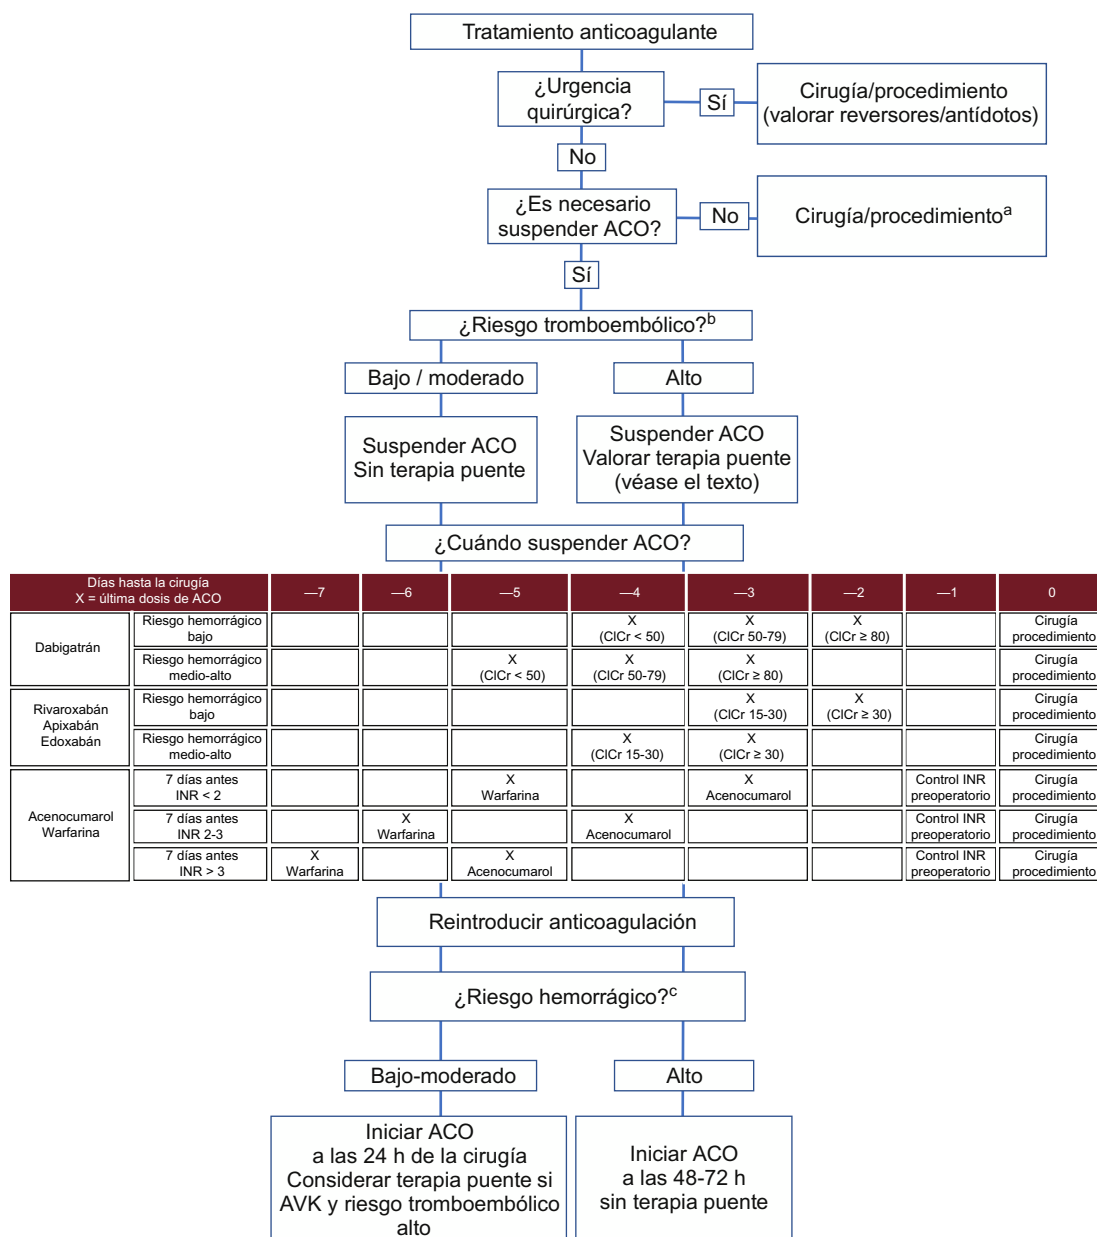 Tratamiento anticoagulante
¿Urgencia
quirúrgica?
Sí
Cirugía/procedimiento
(valorar reversores/antídotos)
No
¿Es necesario
suspender ACO?
No
Cirugía/procedimientoᵃ
Sí
¿Riesgo tromboembólico?ᵇ
Bajo / moderado
Alto
Suspender ACO
Sin terapia puente
Suspender ACO
Valorar terapia puente
(véase el texto)
¿Cuándo suspender ACO?
Días hasta la cirugía
X = última dosis de ACO
—7
—6
—5
—4
—3
—2
—1
0
Dabigatrán
Riesgo hemorrágico
bajo
X
(ClCr < 50)
X
(ClCr 50-79)
X
(ClCr ≥ 80)
Cirugía
procedimiento
Riesgo hemorrágico
medio-alto
X
(ClCr < 50)
X
(ClCr 50-79)
X
(ClCr ≥ 80)
Cirugía
procedimiento
Rivaroxabán
Apixabán
Edoxabán
Riesgo hemorrágico
bajo
X
(ClCr 15-30)
X
(ClCr ≥ 30)
Cirugía
procedimiento
Riesgo hemorrágico
medio-alto
X
(ClCr 15-30)
X
(ClCr ≥ 30)
Cirugía
procedimiento
Acenocumarol
Warfarina
7 días antes
INR < 2
X
Warfarina
X
Acenocumarol
Control INR
preoperatorio
Cirugía
procedimiento
7 días antes
INR 2-3
X
Warfarina
X
Acenocumarol
Control INR
preoperatorio
Cirugía
procedimiento
7 días antes
INR > 3
X
Warfarina
X
Acenocumarol
Control INR
preoperatorio
Cirugía
procedimiento
Reintroducir anticoagulación
¿Riesgo hemorrágico?ᶜ
Bajo-moderado
Alto
Iniciar ACO
a las 24 h de la cirugía
Considerar terapia puente si
AVK y riesgo tromboembólico
alto
Iniciar ACO
a las 48-72 h
sin terapia puente